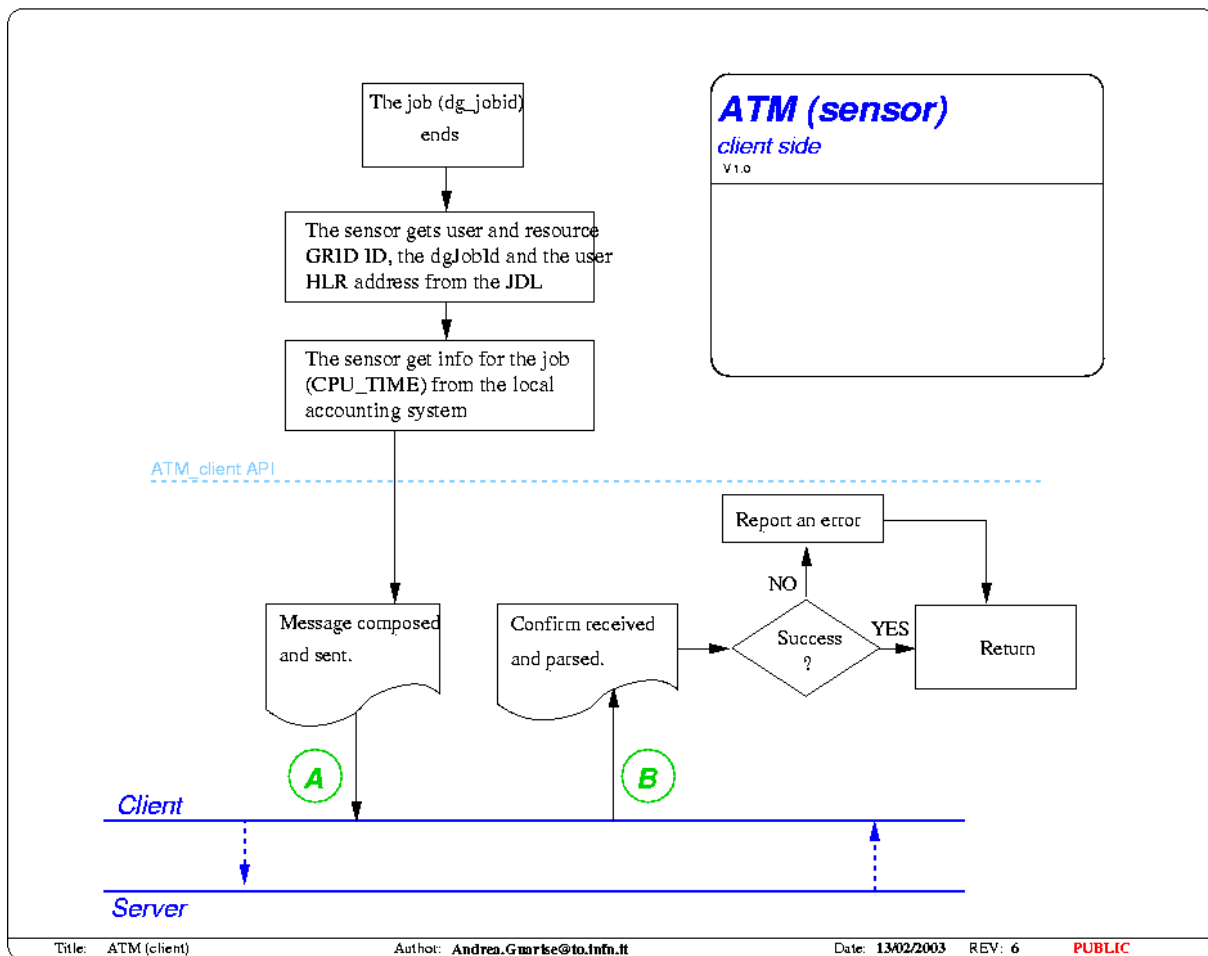 The job (dg_jobid)
ends
ATM (sensor)
client side
V 1.0
The sensor gets user and resource
GRID ID, the dgJobId and the user
HLR address from the JDL
The sensor get info for the job
(CPU_TIME) from the local
accounting system
ATM_client API
Report an error
NO
Message composed
and sent.
Confirm received
and parsed.
Success
?
YES
Return
A
B
Client
Server
Title: ATM (client) Author: Andrea.Guarise@to.infn.it Date: 13/02/2003 REV: 6 PUBLIC